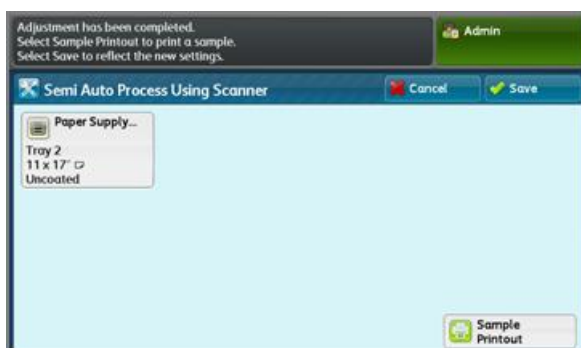 Adjustment has been completed.
Select Sample Printout to print a sample.
Select Save to reflect the new settings.
Admin
Semi Auto Process Using Scanner
Cancel
Save
Paper Supply...
Tray 2
11 x 17"
Uncoated
Sample
Printout